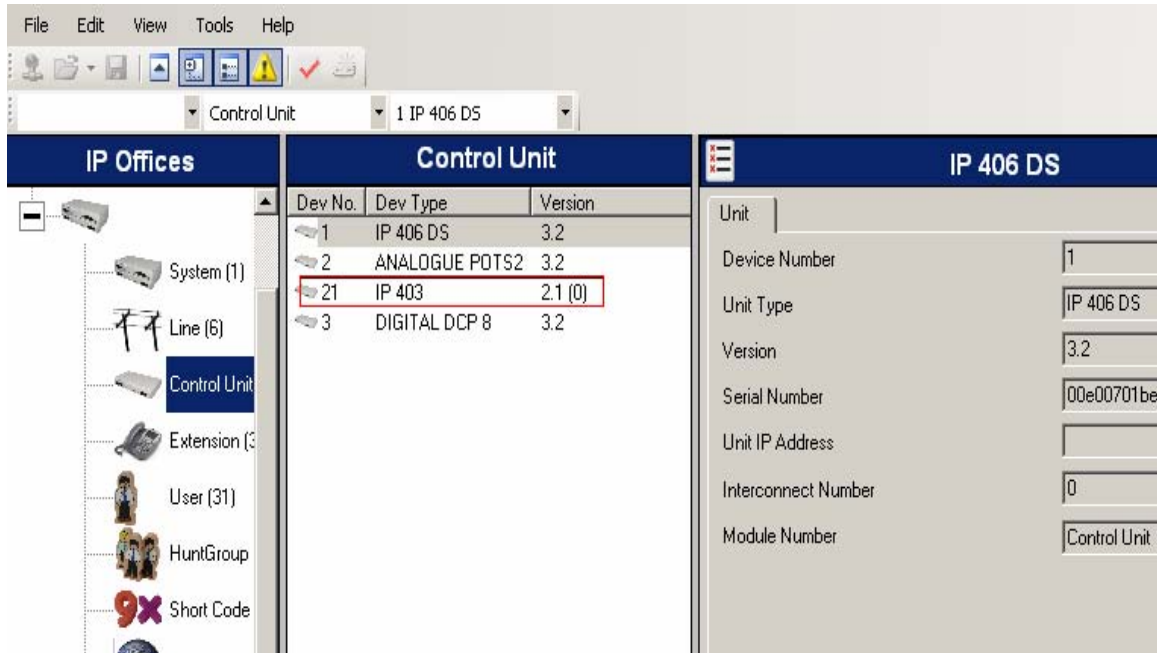 File Edit View Tools Help
Control Unit 1 IP 406 DS
IP Offices
System (1)
Line (6)
Control Unit
Extension (3
User (31)
HuntGroup
9x Short Code
Control Unit
Dev No. Dev Type Version
1 IP 406 DS 3.2
2 ANALOGUE POTS2 3.2
21 IP 403 2.1 (0)
3 DIGITAL DCP 8 3.2
IP 406 DS
Unit
Device Number 1
Unit Type IP 406 DS
Version 3.2
Serial Number 00e00701be
Unit IP Address
Interconnect Number 0
Module Number Control Unit